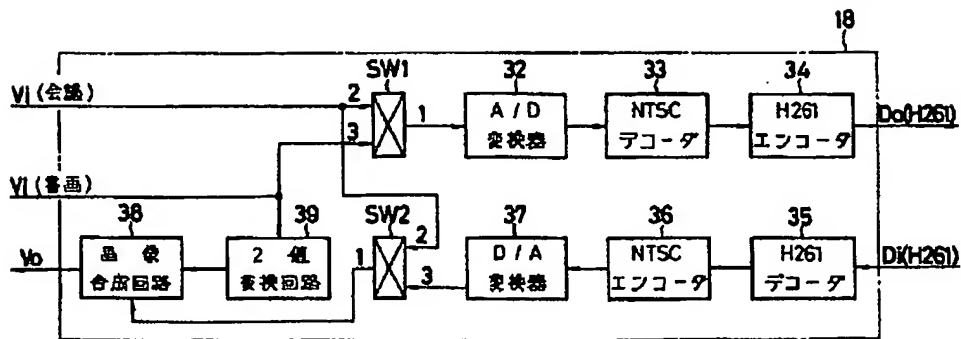 18
SW1
32
33
34
Vi(会議)
2
3
1
A/D
変換器
NTSC
デコーダ
H261
エンコーダ
Do(H261)
Vi(書画)
38
39
SW2
37
36
35
Vo
画像
合成回路
2値
変換回路
1
2
3
D/A
変換器
NTSC
エンコーダ
H261
デコーダ
Di(H261)